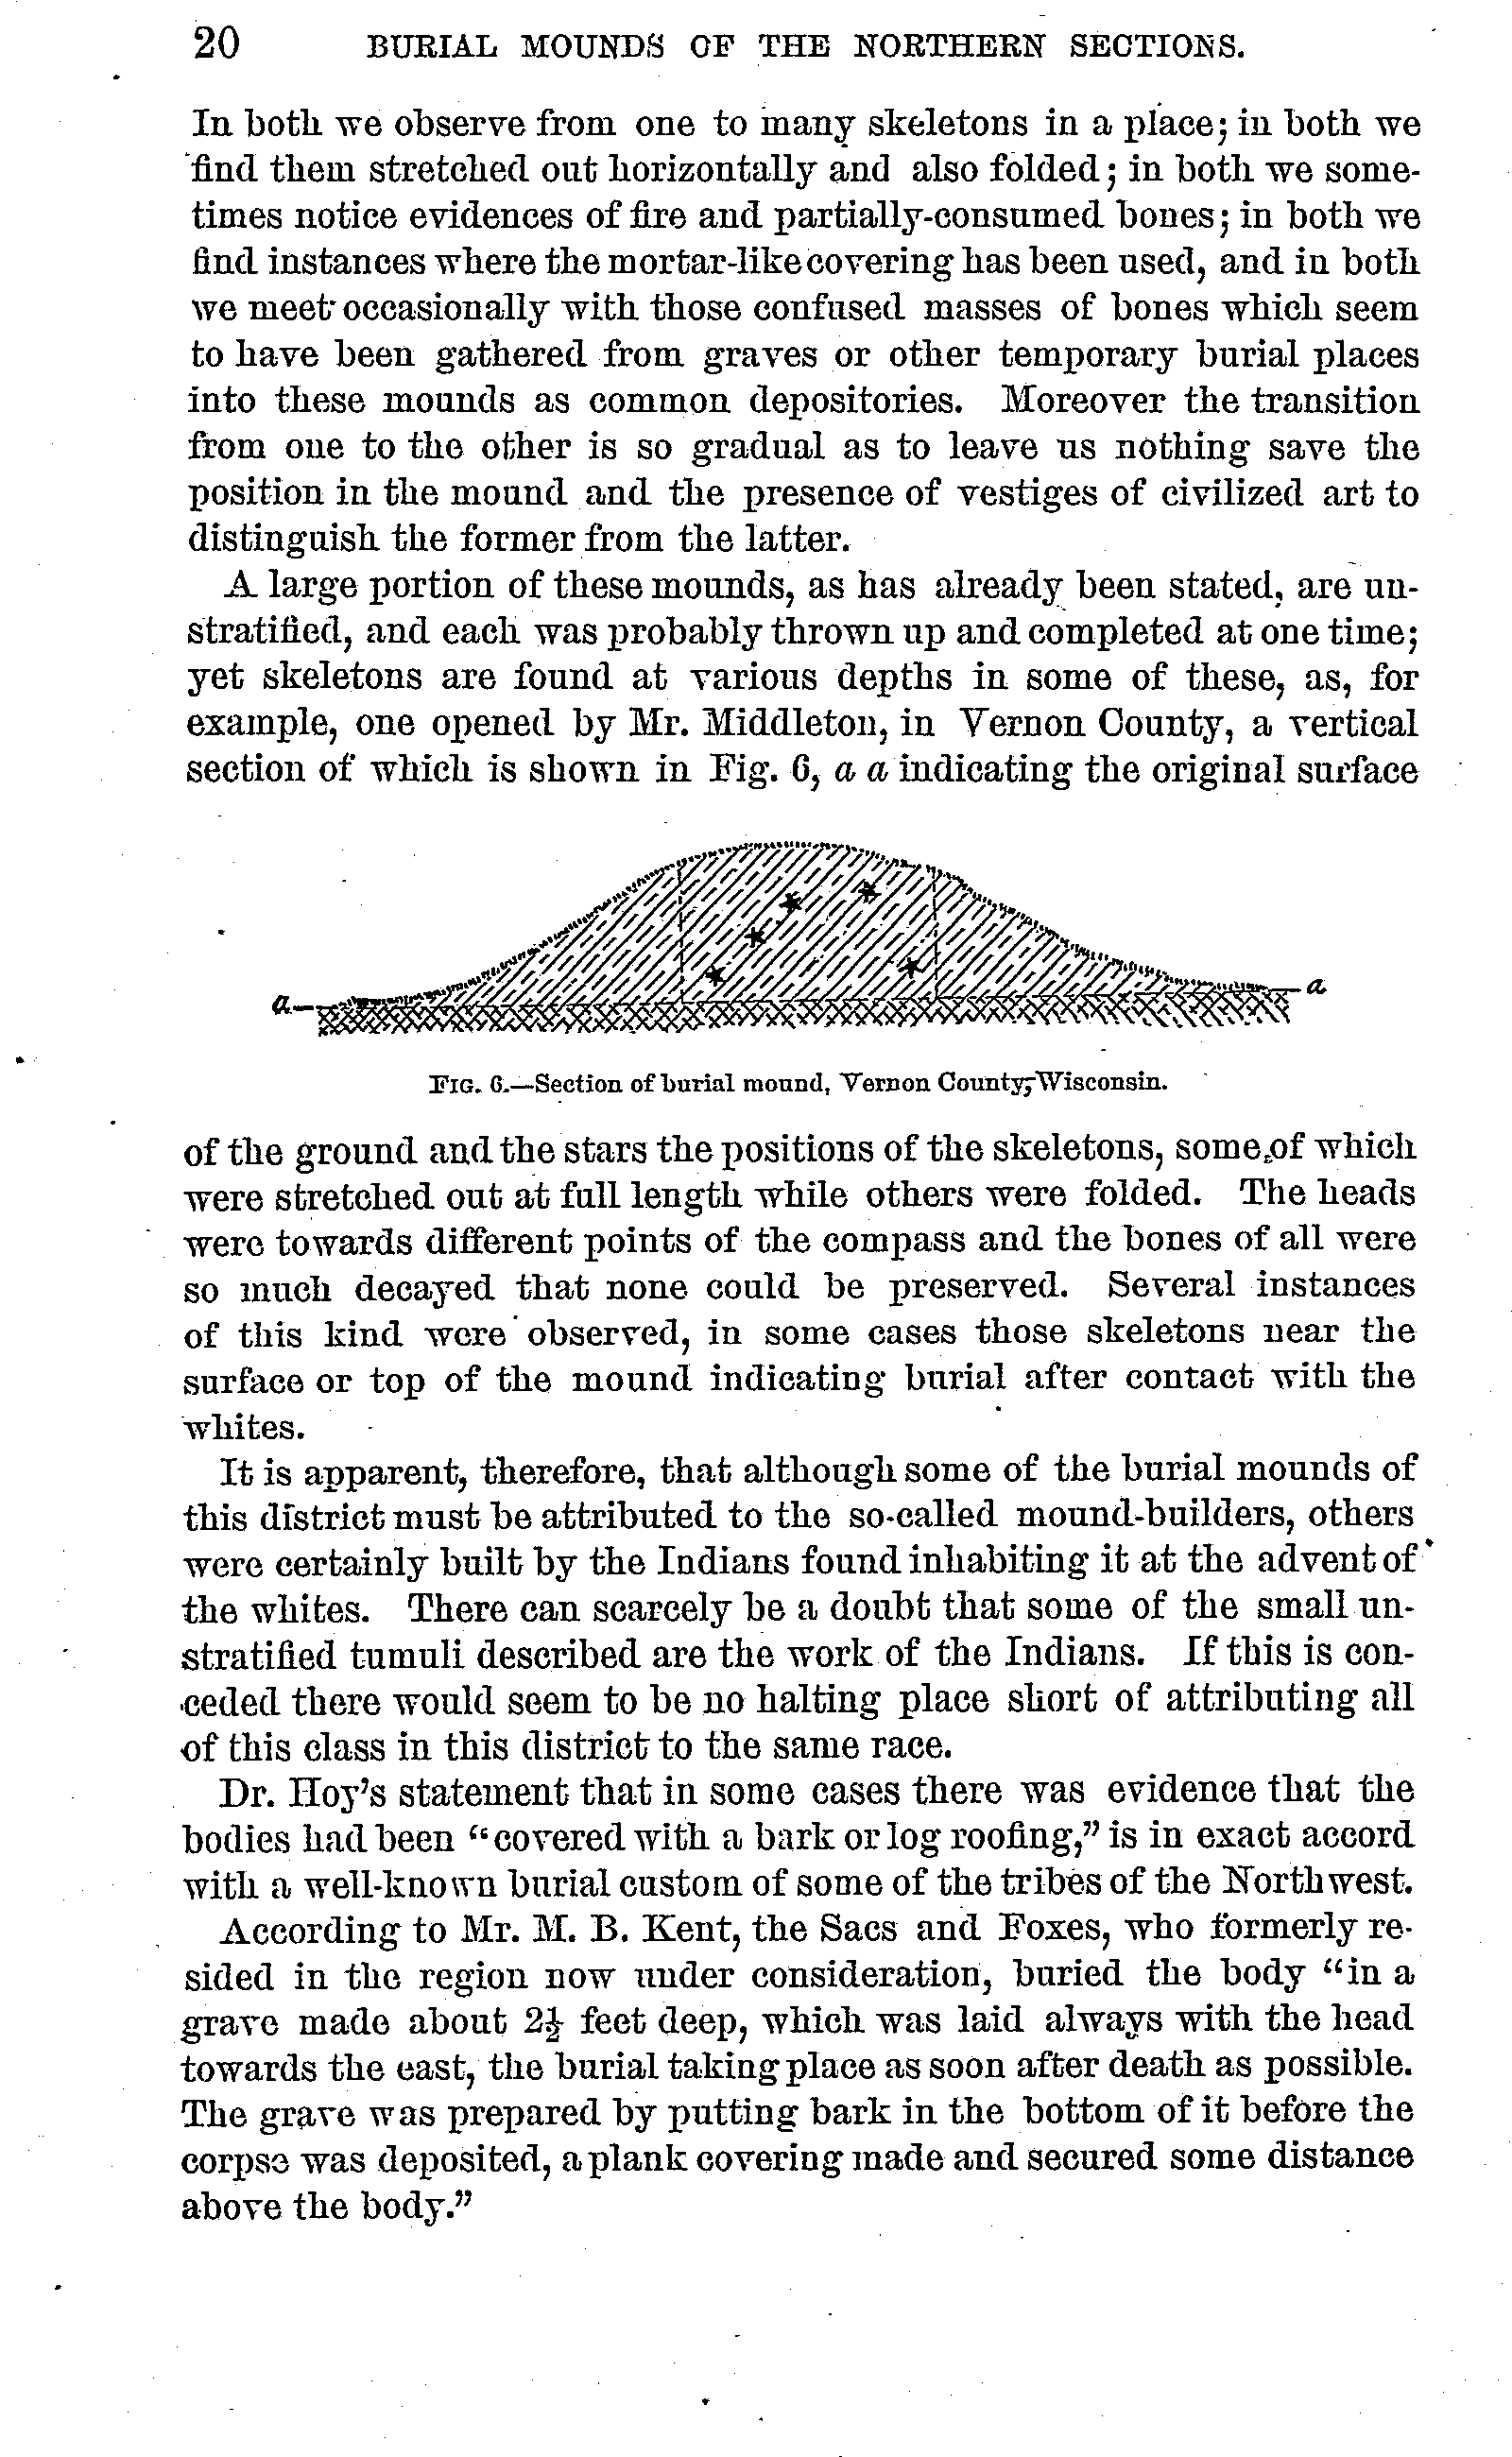 20 BURIAL MOUNDS OF THE NORTHERN SECTIONS.
In both we observe from one to many skeletons in a place; in both we
find them stretched out horizontally and also folded; in both we some-
times notice evidences of fire and partially-consumed bones; in both we
find instances where the mortar-like covering has been used, and in both
we meet occasionally with those confused masses of bones which seem
to have been gathered from graves or other temporary burial places
into these mounds as common depositories. Moreover the transition
from one to the other is so gradual as to leave us nothing save the
position in the mound and the presence of vestiges of civilized art to
distinguish the former from the latter.
A large portion of these mounds, as has already been stated, are un-
stratified, and each was probably thrown up and completed at one time;
yet skeletons are found at various depths in some of these, as, for
example, one opened by Mr. Middleton, in Vernon County, a vertical
section of which is shown in Fig. 6, a a indicating the original surface
a a
FIG. 6.—Section of burial mound, Vernon County, Wisconsin.
of the ground and the stars the positions of the skeletons, some of which
were stretched out at full length while others were folded. The heads
were towards different points of the compass and the bones of all were
so much decayed that none could be preserved. Several instances
of this kind were observed, in some cases those skeletons near the
surface or top of the mound indicating burial after contact with the
whites.
It is apparent, therefore, that although some of the burial mounds of
this district must be attributed to the so-called mound-builders, others
were certainly built by the Indians found inhabiting it at the advent of
the whites. There can scarcely be a doubt that some of the small un-
stratified tumuli described are the work of the Indians. If this is con-
ceded there would seem to be no halting place short of attributing all
of this class in this district to the same race.
Dr. Hoy's statement that in some cases there was evidence that the
bodies had been "covered with a bark or log roofing," is in exact accord
with a well-known burial custom of some of the tribes of the Northwest.
According to Mr. M. B. Kent, the Sacs and Foxes, who formerly re-
sided in the region now under consideration, buried the body "in a
grave made about 2½ feet deep, which was laid always with the head
towards the east, the burial taking place as soon after death as possible.
The grave was prepared by putting bark in the bottom of it before the
corpse was deposited, a plank covering made and secured some distance
above the body."